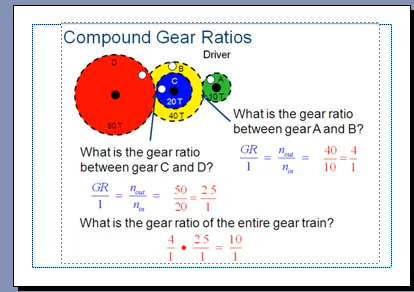 Compound Gear Ratios
Driver
D
B
C
A
20 T
10 T
40 T
50 T
What is the gear ratio
between gear A and B?
GR/1 = n_out/n_in = 40/10 = 4/1
What is the gear ratio
between gear C and D?
GR/1 = n_out/n_in = 50/20 = 2.5/1
What is the gear ratio of the entire gear train?
4/1 • 2.5/1 = 10/1